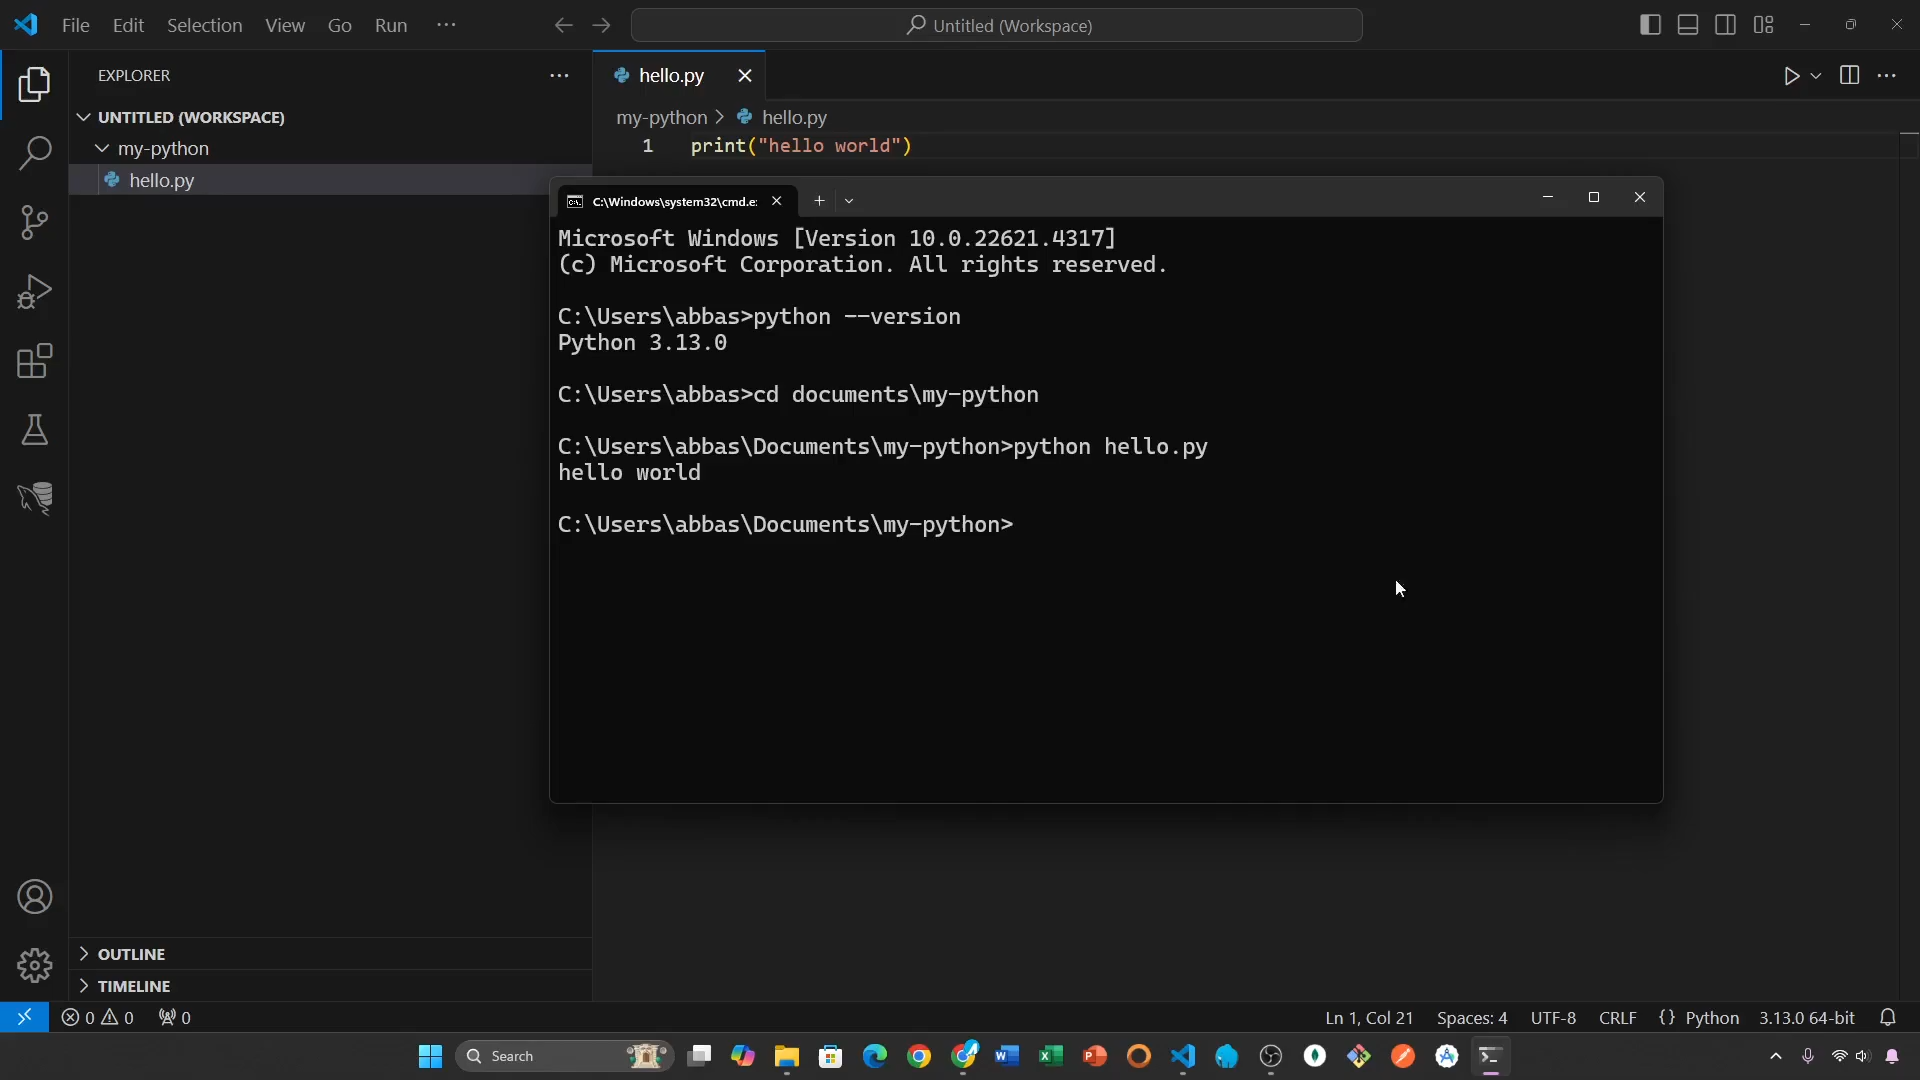 File Edit Selection View Go Run ···
Untitled (Workspace)
EXPLORER
UNTITLED (WORKSPACE)
my-python
hello.py
hello.py
my-python > hello.py
1 print("hello world")
C:\Windows\system32\cmd.e:
Microsoft Windows [Version 10.0.22621.4317]
(c) Microsoft Corporation. All rights reserved.
C:\Users\abbas>python --version
Python 3.13.0
C:\Users\abbas>cd documents\my-python
C:\Users\abbas\Documents\my-python>python hello.py
hello world
C:\Users\abbas\Documents\my-python>
OUTLINE
TIMELINE
0 0 0
Ln 1, Col 21 Spaces: 4 UTF-8 CRLF {} Python 3.13.0 64-bit
Search